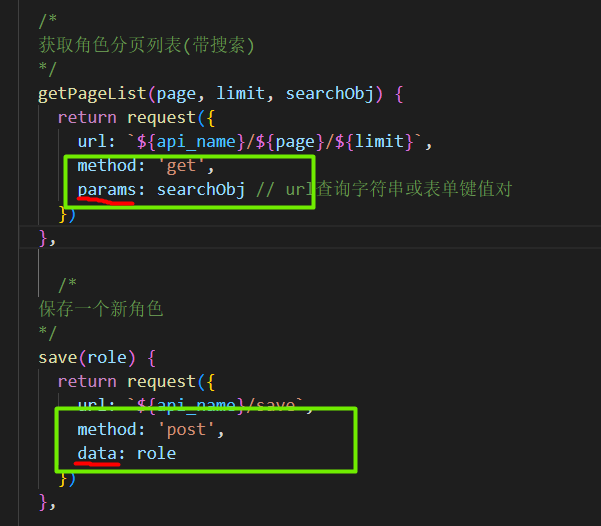 /*
获取角色分页列表(带搜索)
*/
getPageList(page, limit, searchObj) {
return request({
url: `${api_name}/${page}/${limit}`,
method: 'get',
params: searchObj // url查询字符串或表单键值对
})
},
/*
保存一个新角色
*/
save(role) {
return request({
url: `${api_name}/save`,
method: 'post',
data: role
})
},